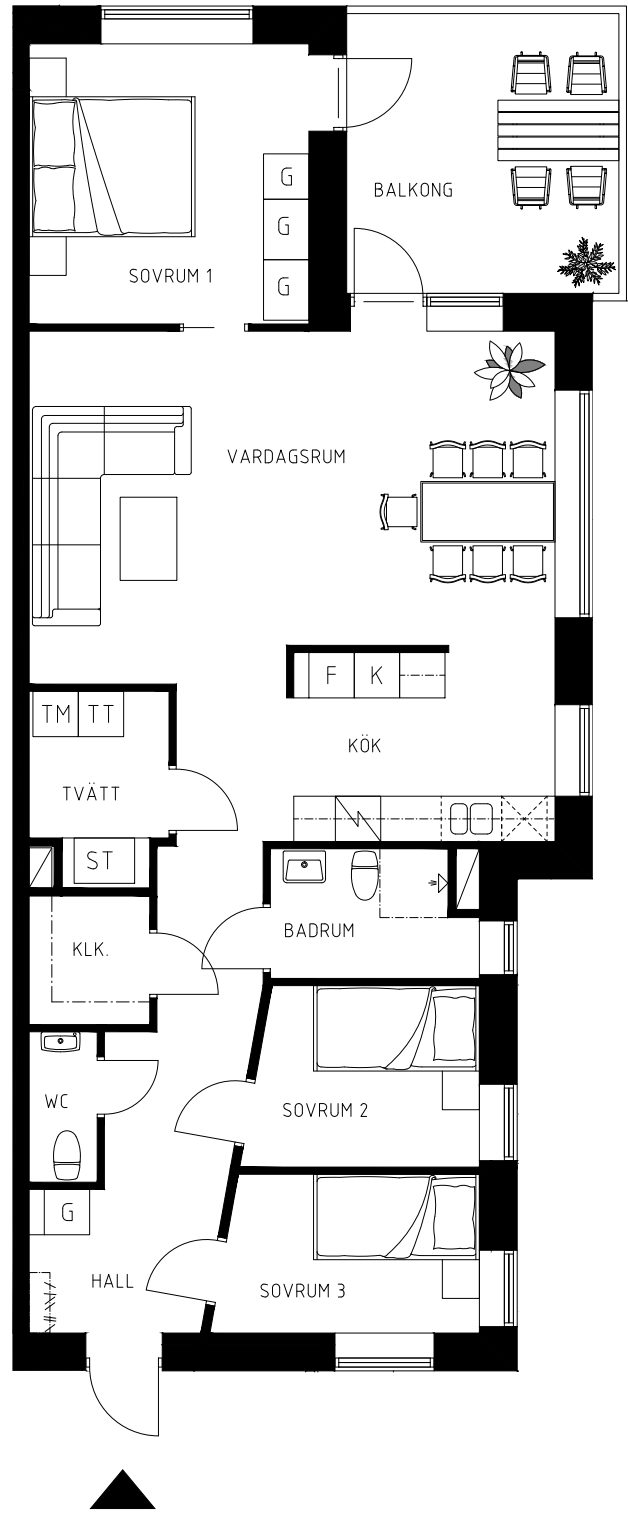 G
BALKONG
G
SOVRUM 1
G
VARDAGSRUM
F K
TM TT
KÖK
TVÄTT
ST
BADRUM
KLK.
WC
SOVRUM 2
G
HALL
SOVRUM 3